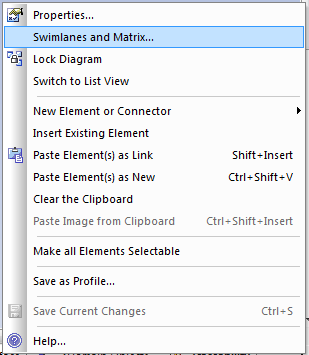 Properties...
Swimlanes and Matrix...
Lock Diagram
Switch to List View
New Element or Connector
Insert Existing Element
Paste Element(s) as Link Shift+Insert
Paste Element(s) as New Ctrl+Shift+V
Clear the Clipboard
Paste Image from Clipboard Ctrl+Shift+Insert
Make all Elements Selectable
Save as Profile...
Save Current Changes Ctrl+S
Help...